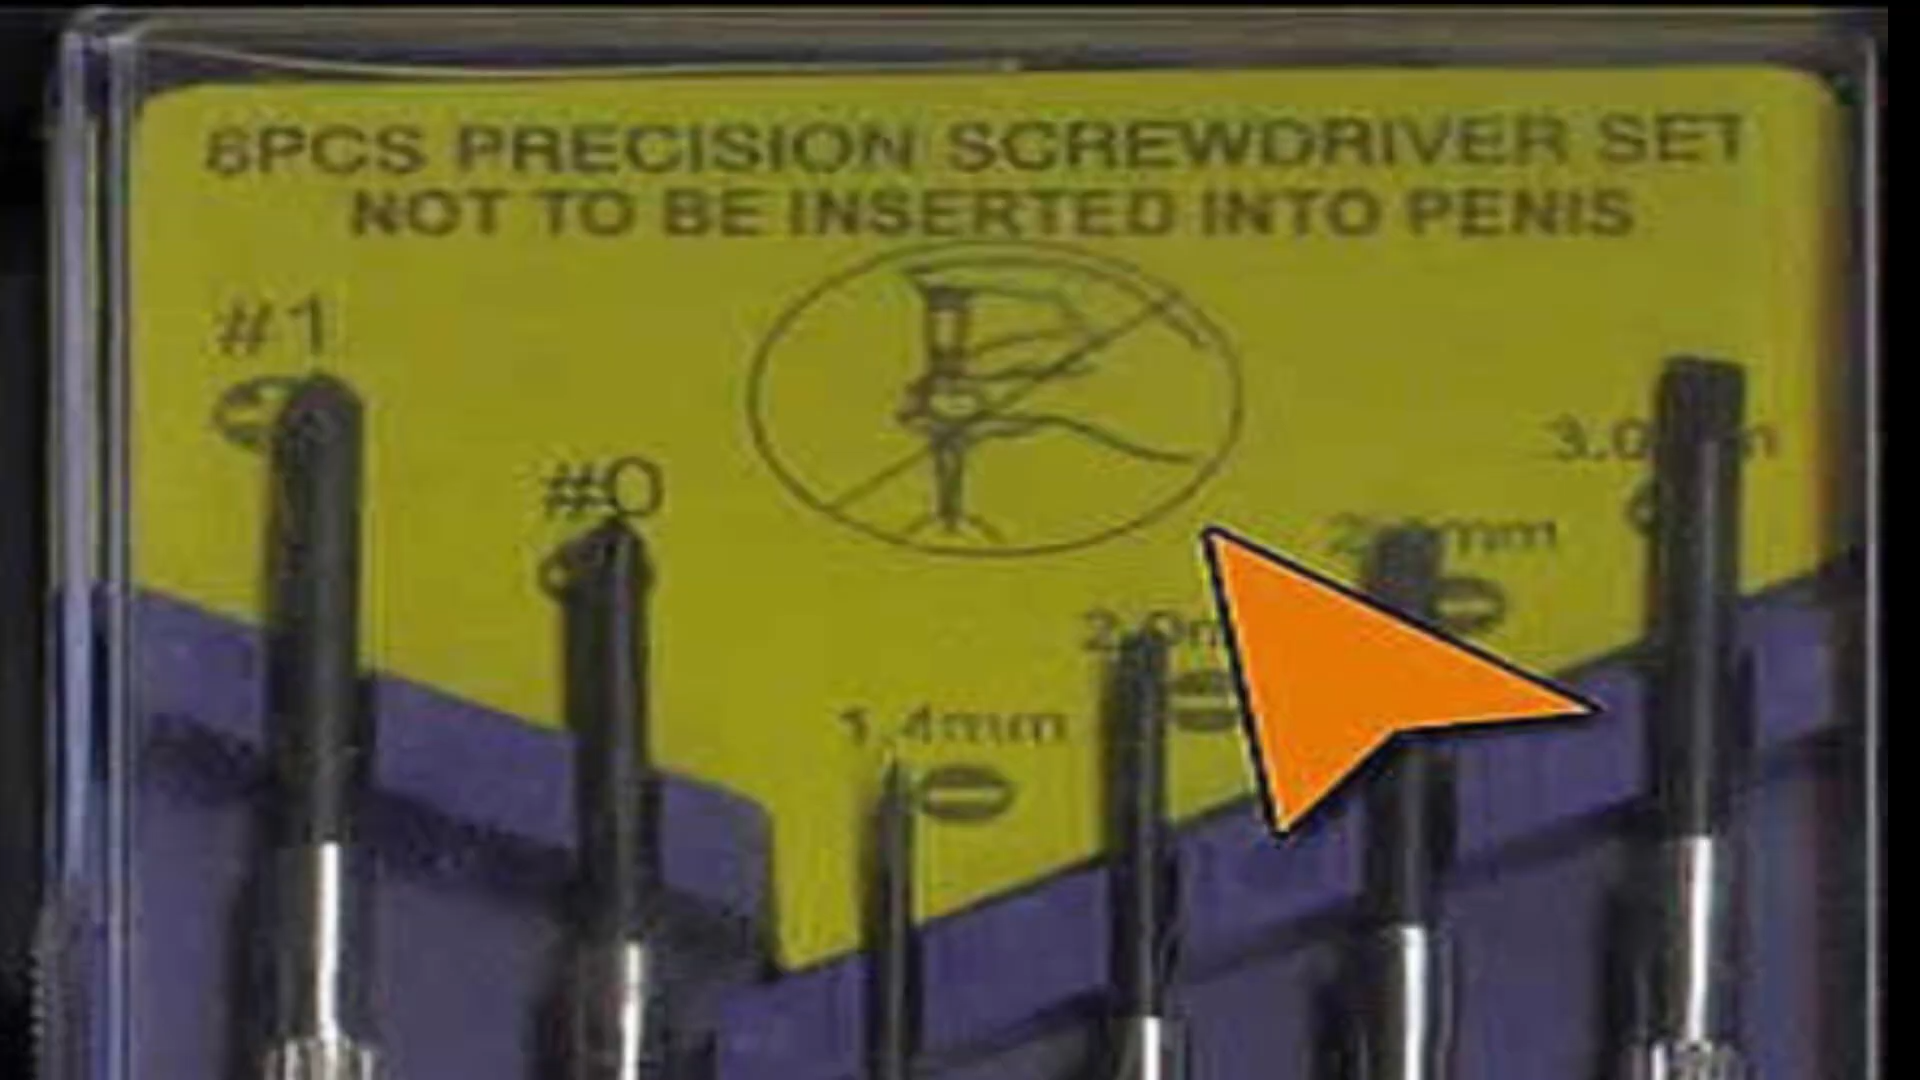 6PCS PRECISION SCREWDRIVER SET
NOT TO BE INSERTED INTO PENIS
#1
#0
1.4mm